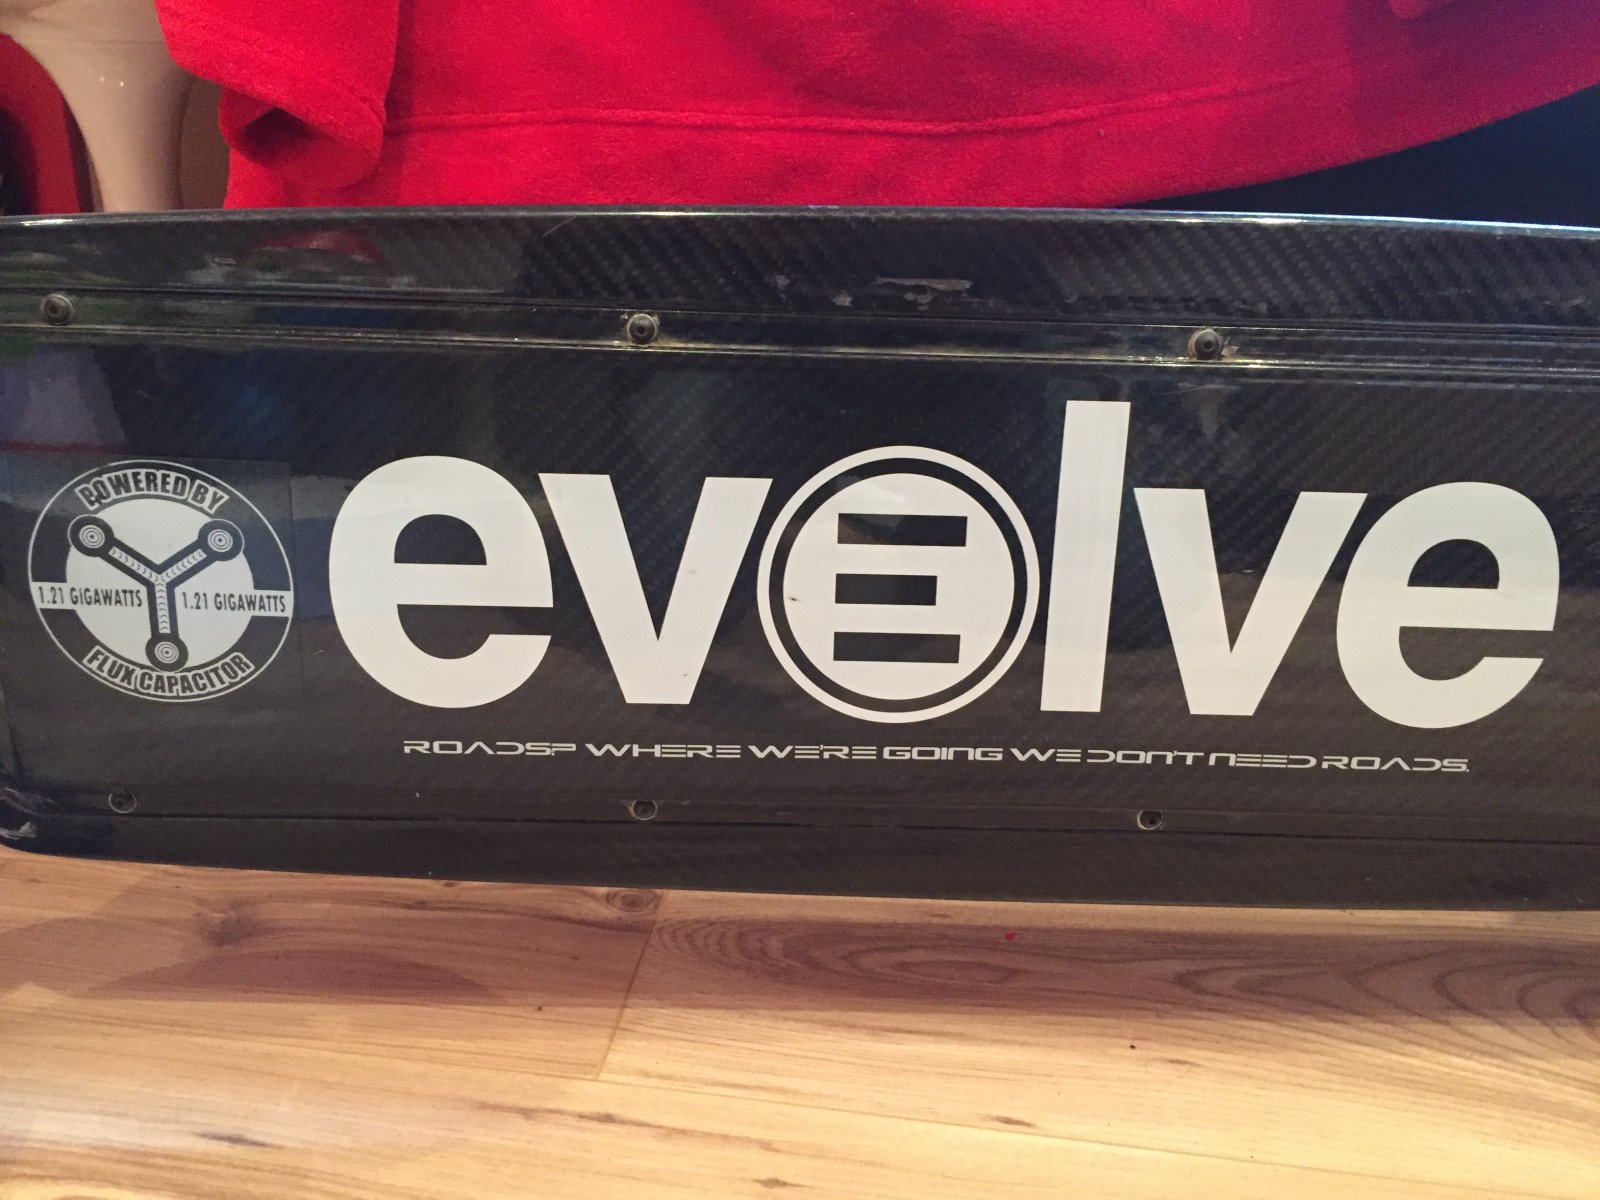 POWERED BY
1.21 GIGAWATTS 1.21 GIGAWATTS
FLUX CAPACITOR
evolve
ROADS? WHERE WE'RE GOING WE DON'T NEED ROADS.